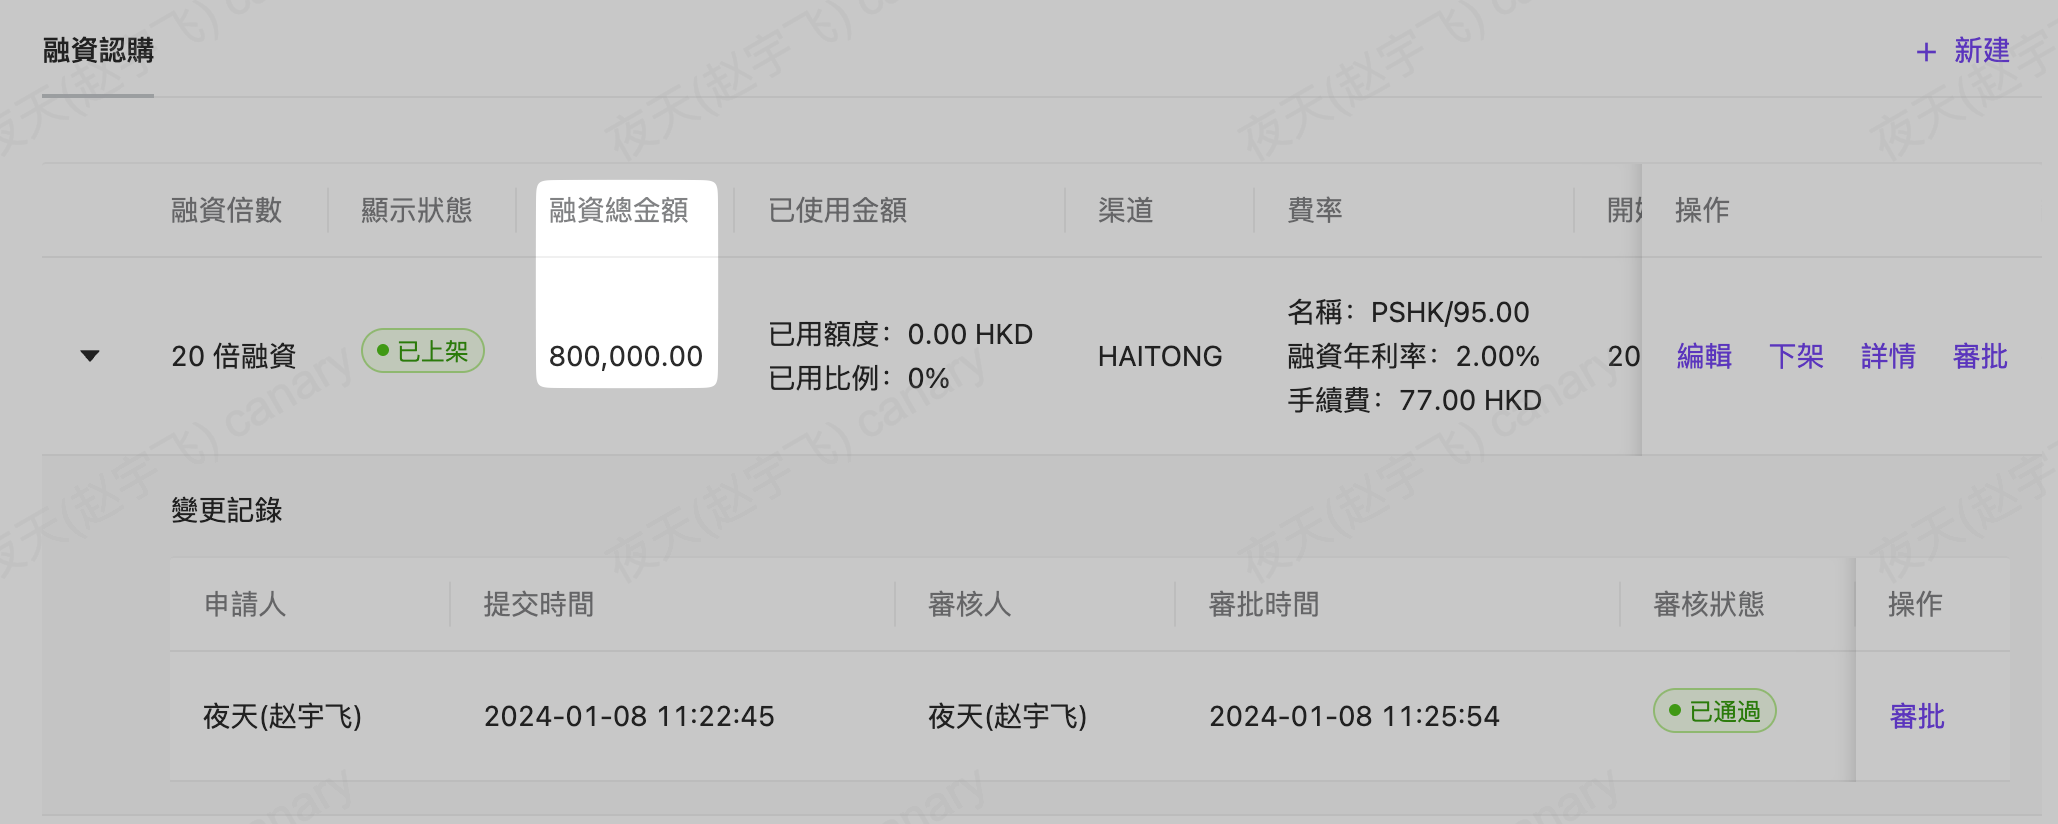 融資認購
+ 新建
融資倍數 顯示狀態 融資總金額 已使用金額 渠道 費率 開始 操作
20 倍融資 已上架 800,000.00 已用額度：0.00 HKD HAITONG 名稱：PSHK/95.00 20 編輯 下架 詳情 審批
已用比例：0% 融資年利率：2.00%
手續費：77.00 HKD
變更記錄
申請人 提交時間 審核人 審批時間 審核狀態 操作
夜天(赵宇飞) 2024-01-08 11:22:45 夜天(赵宇飞) 2024-01-08 11:25:54 已通過 審批
夜天(赵宇飞) canary